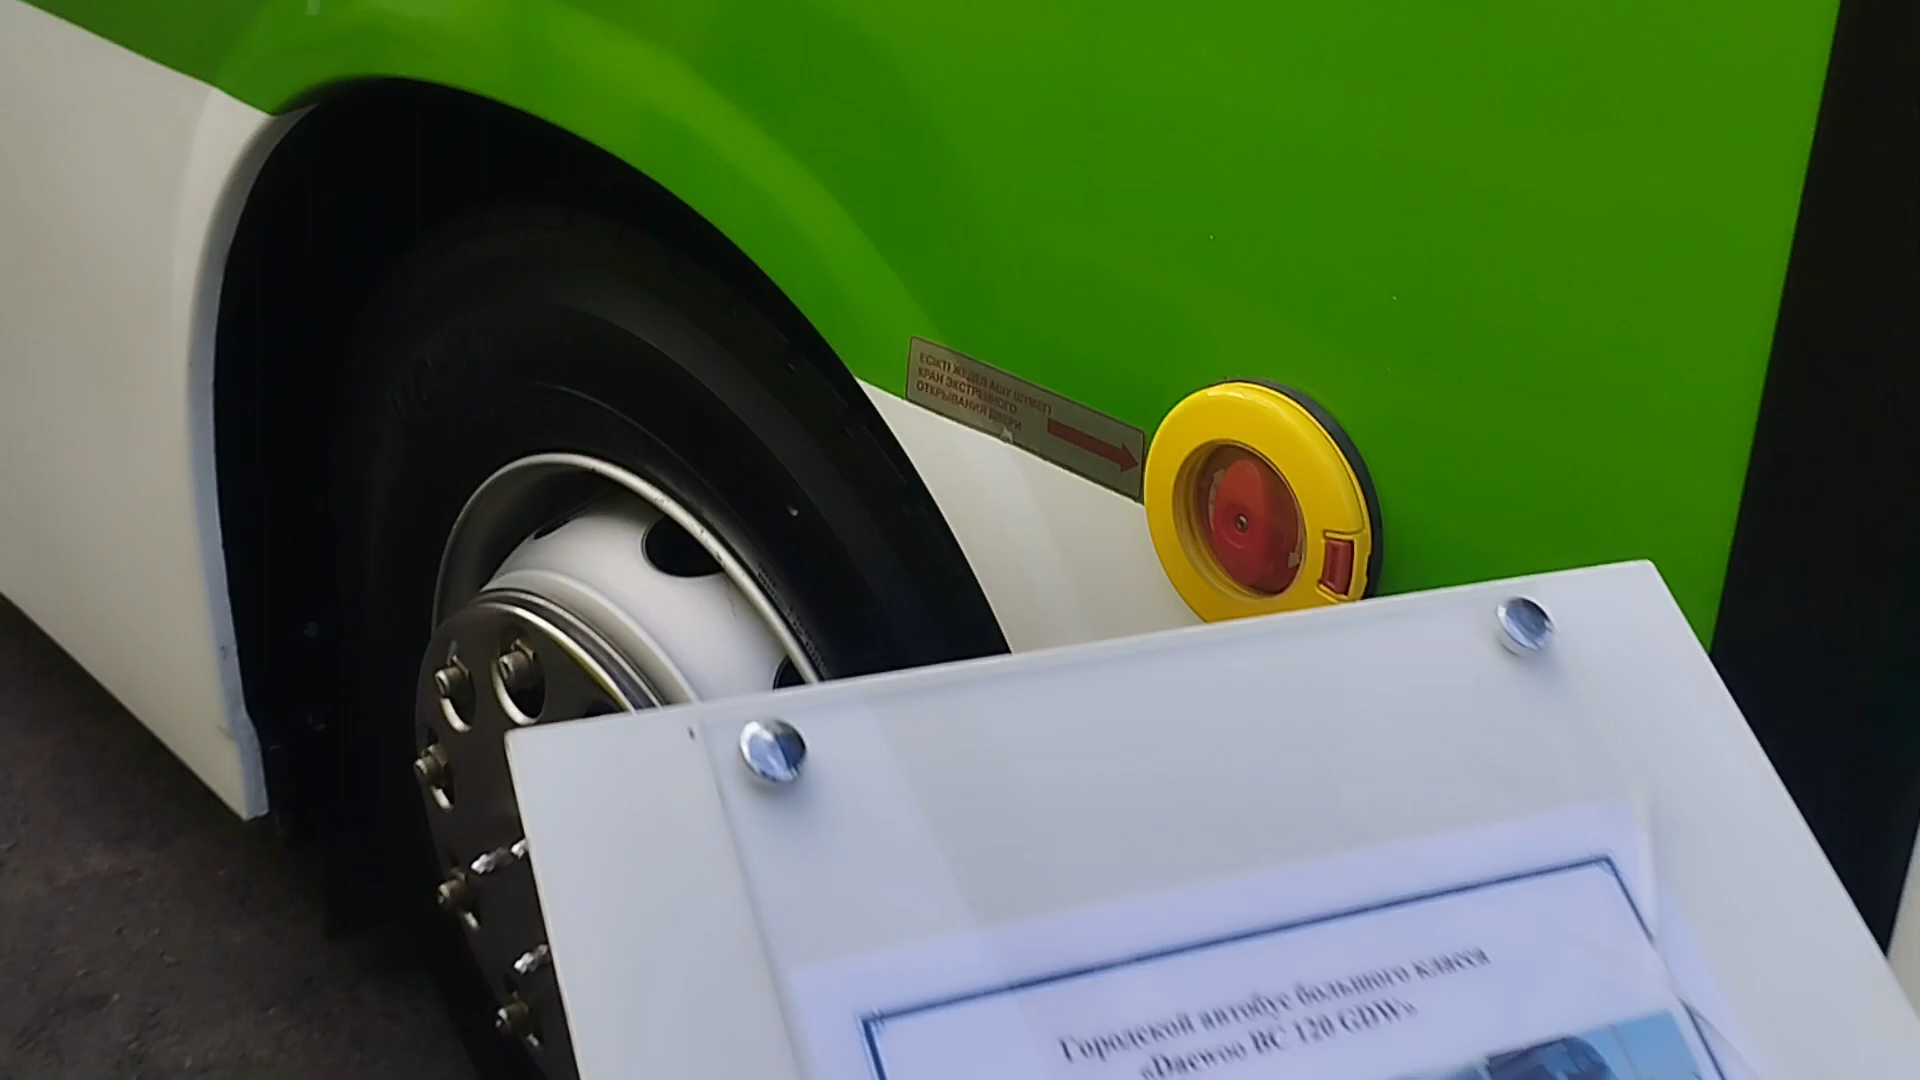 ЕСІКТІ ЖЕДЕЛ АШУ ШҮМЕГІ
КРАН ЭКСТРЕННОГО
ОТКРЫВАНИЯ ДВЕРИ
Городской автобус большого класса
«Daewoo BC 120 GDW»